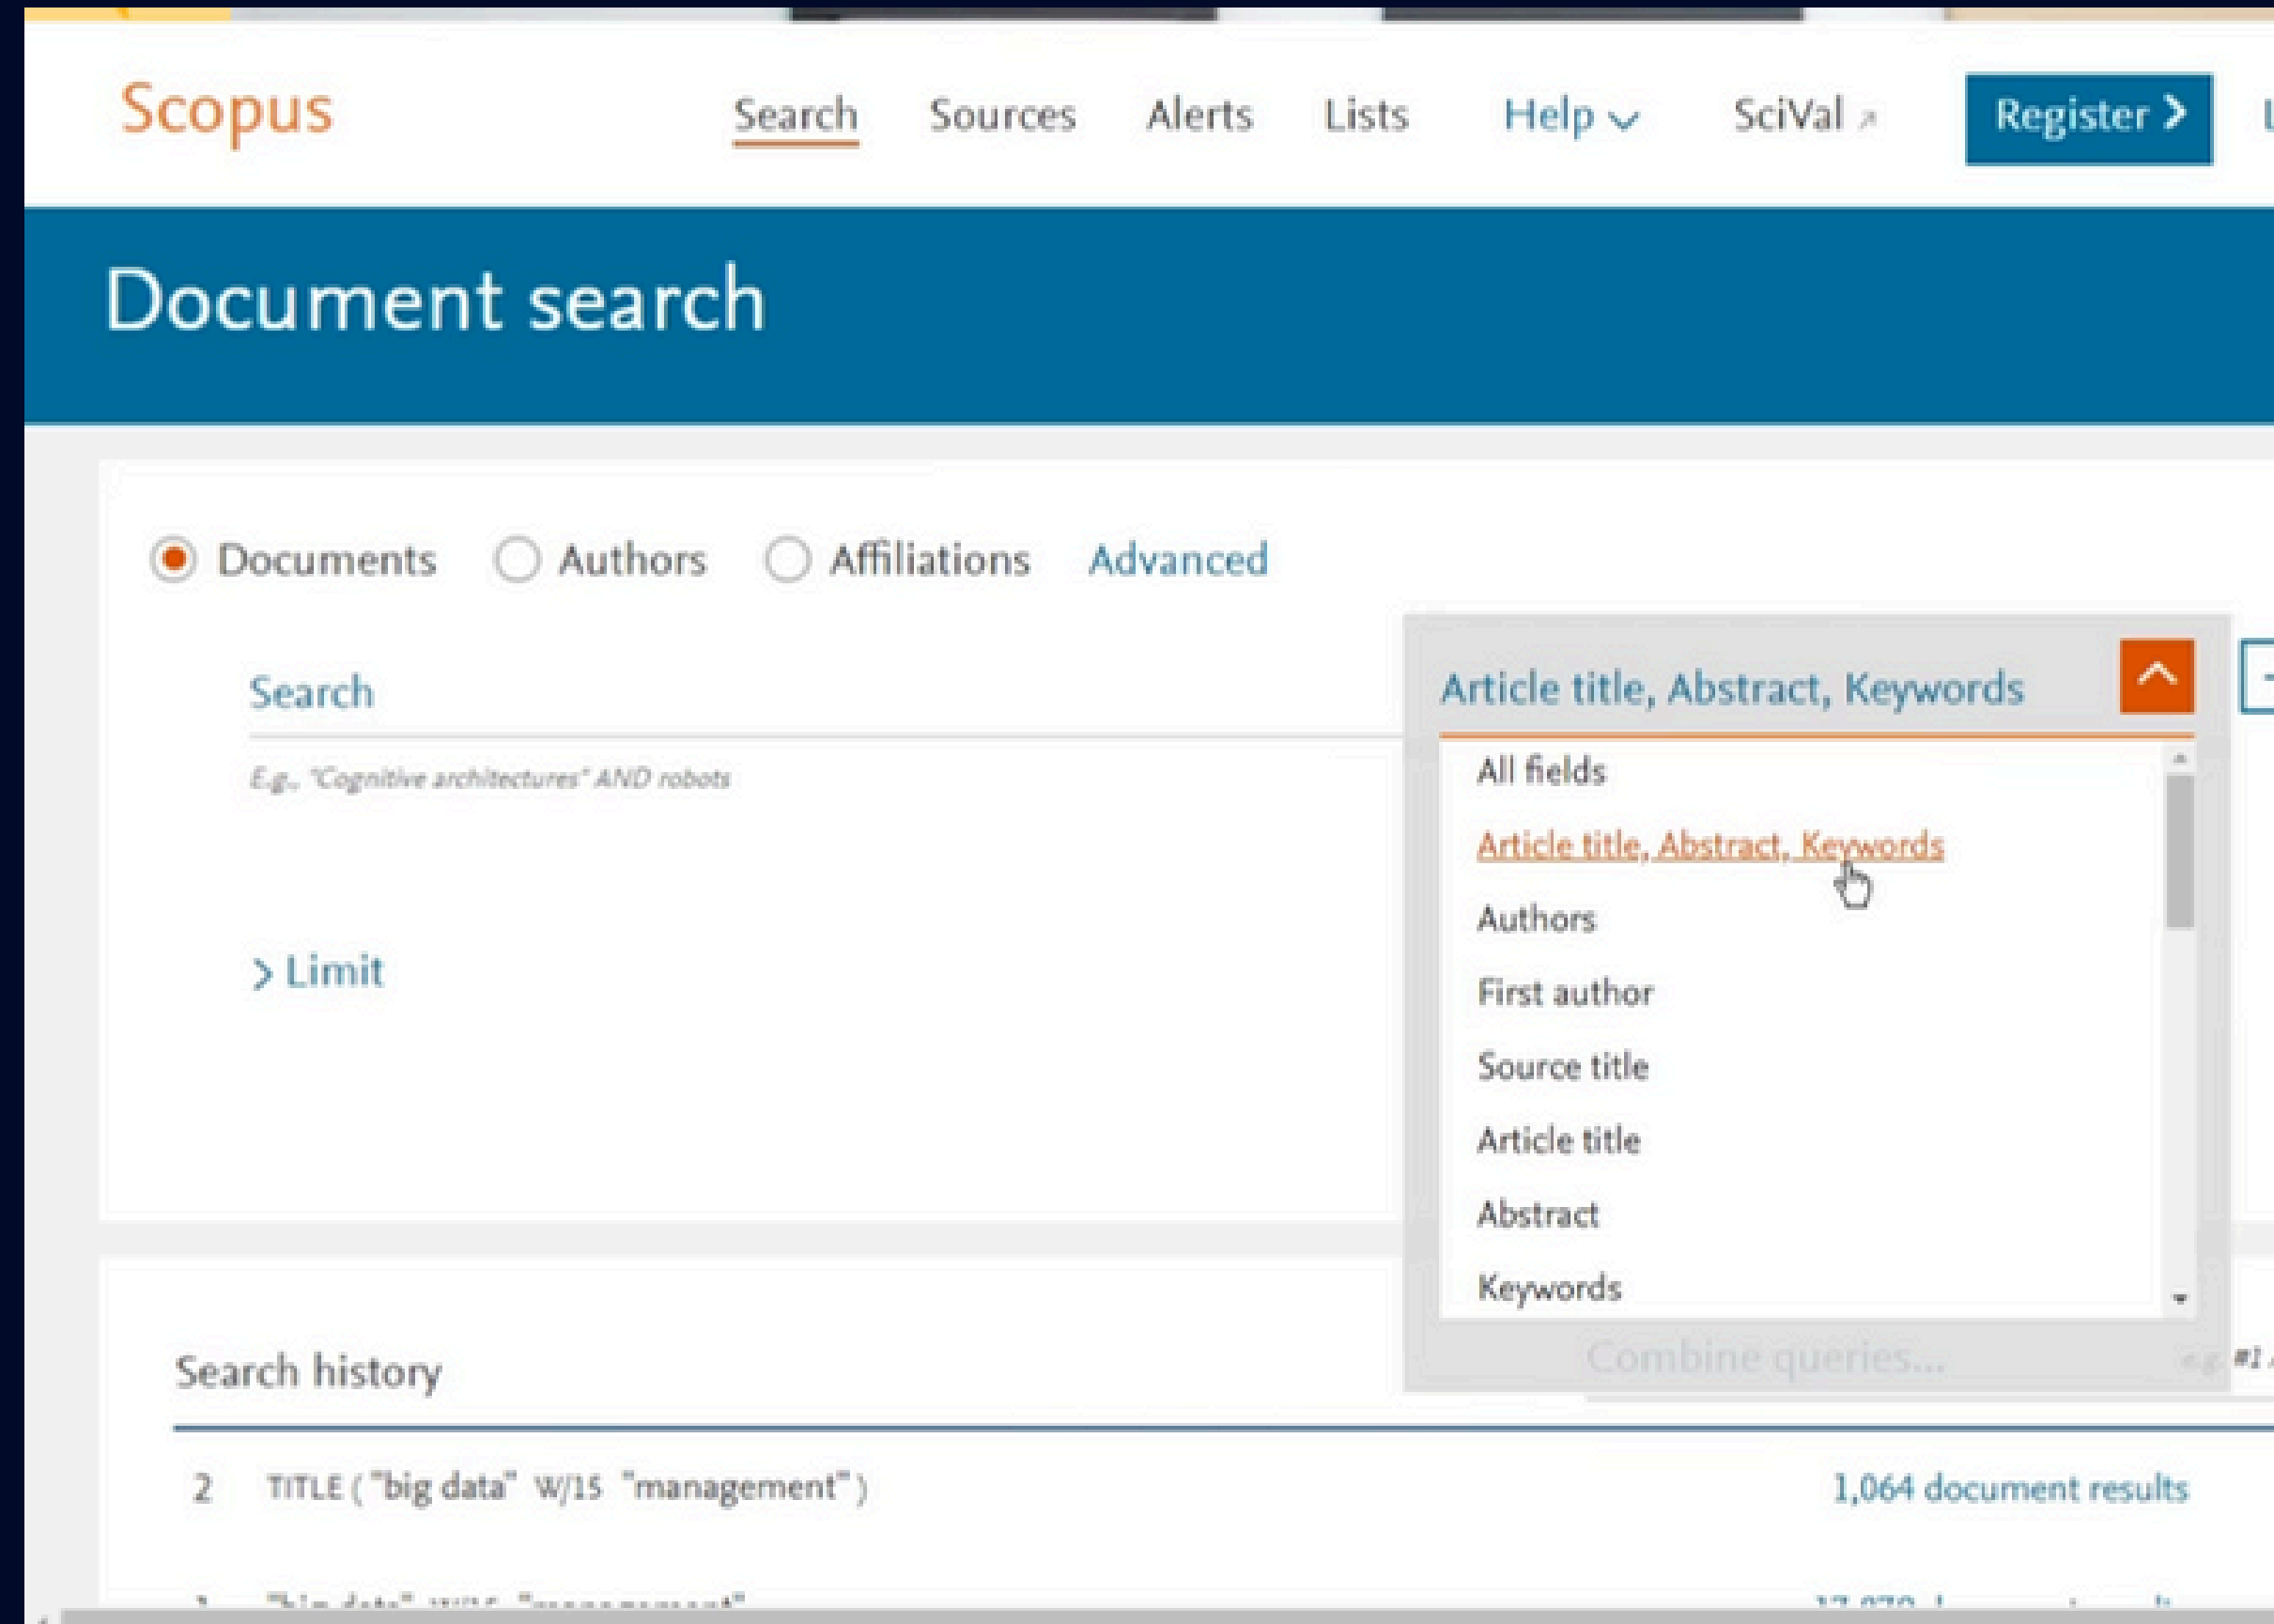 Scopus
Search Sources Alerts Lists Help SciVal Register
Document search
Documents Authors Affiliations Advanced
Search
E.g., "Cognitive architectures" AND robots
Limit
Article title, Abstract, Keywords
All fields
Article title, Abstract, Keywords
Authors
First author
Source title
Article title
Abstract
Keywords
Combine queries... e.g. #1
Search history
2 TITLE ( "big data" W/15 "management" ) 1,064 document results